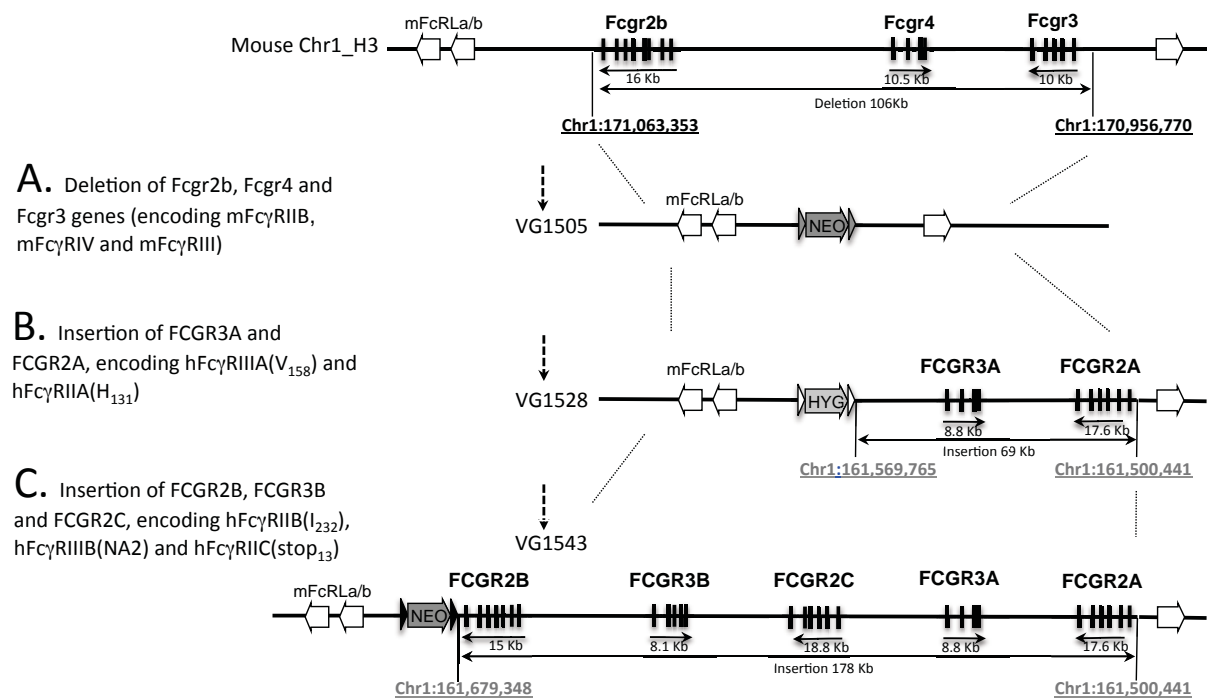 mFcRLa/b
Fcgr2b
Fcgr4
Fcgr3
Mouse Chr1_H3
16 Kb
10.5 Kb
10 Kb
Deletion 106Kb
Chr1:171,063,353
Chr1:170,956,770
A. Deletion of Fcgr2b, Fcgr4 and
Fcgr3 genes (encoding mFcγRIIB,
mFcγRIV and mFcγRIII)
VG1505
mFcRLa/b
NEO
B. Insertion of FCGR3A and
FCGR2A, encoding hFcγRIIIA(V158) and
hFcγRIIA(H131)
VG1528
mFcRLa/b
HYG
FCGR3A
FCGR2A
8.8 Kb
17.6 Kb
Insertion 69 Kb
Chr1:161,569,765
Chr1:161,500,441
C. Insertion of FCGR2B, FCGR3B
and FCGR2C, encoding hFcγRIIB(I232),
hFcγRIIIB(NA2) and hFcγRIIC(stop13)
VG1543
mFcRLa/b
NEO
FCGR2B
FCGR3B
FCGR2C
FCGR3A
FCGR2A
15 Kb
8.1 Kb
18.8 Kb
8.8 Kb
17.6 Kb
Insertion 178 Kb
Chr1:161,679,348
Chr1:161,500,441